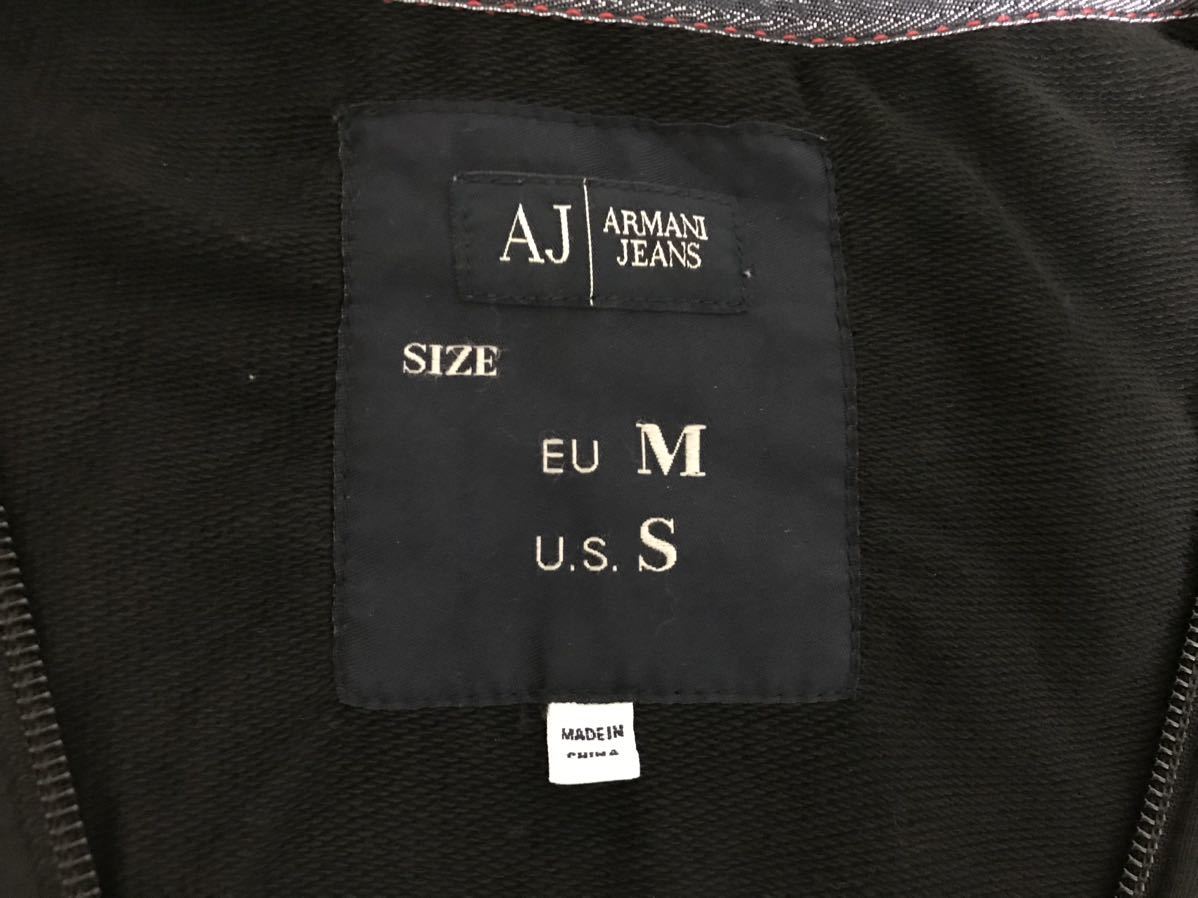 AJ
ARMANI
JEANS
SIZE
EU M
U.S. S
MADE IN
CHINA